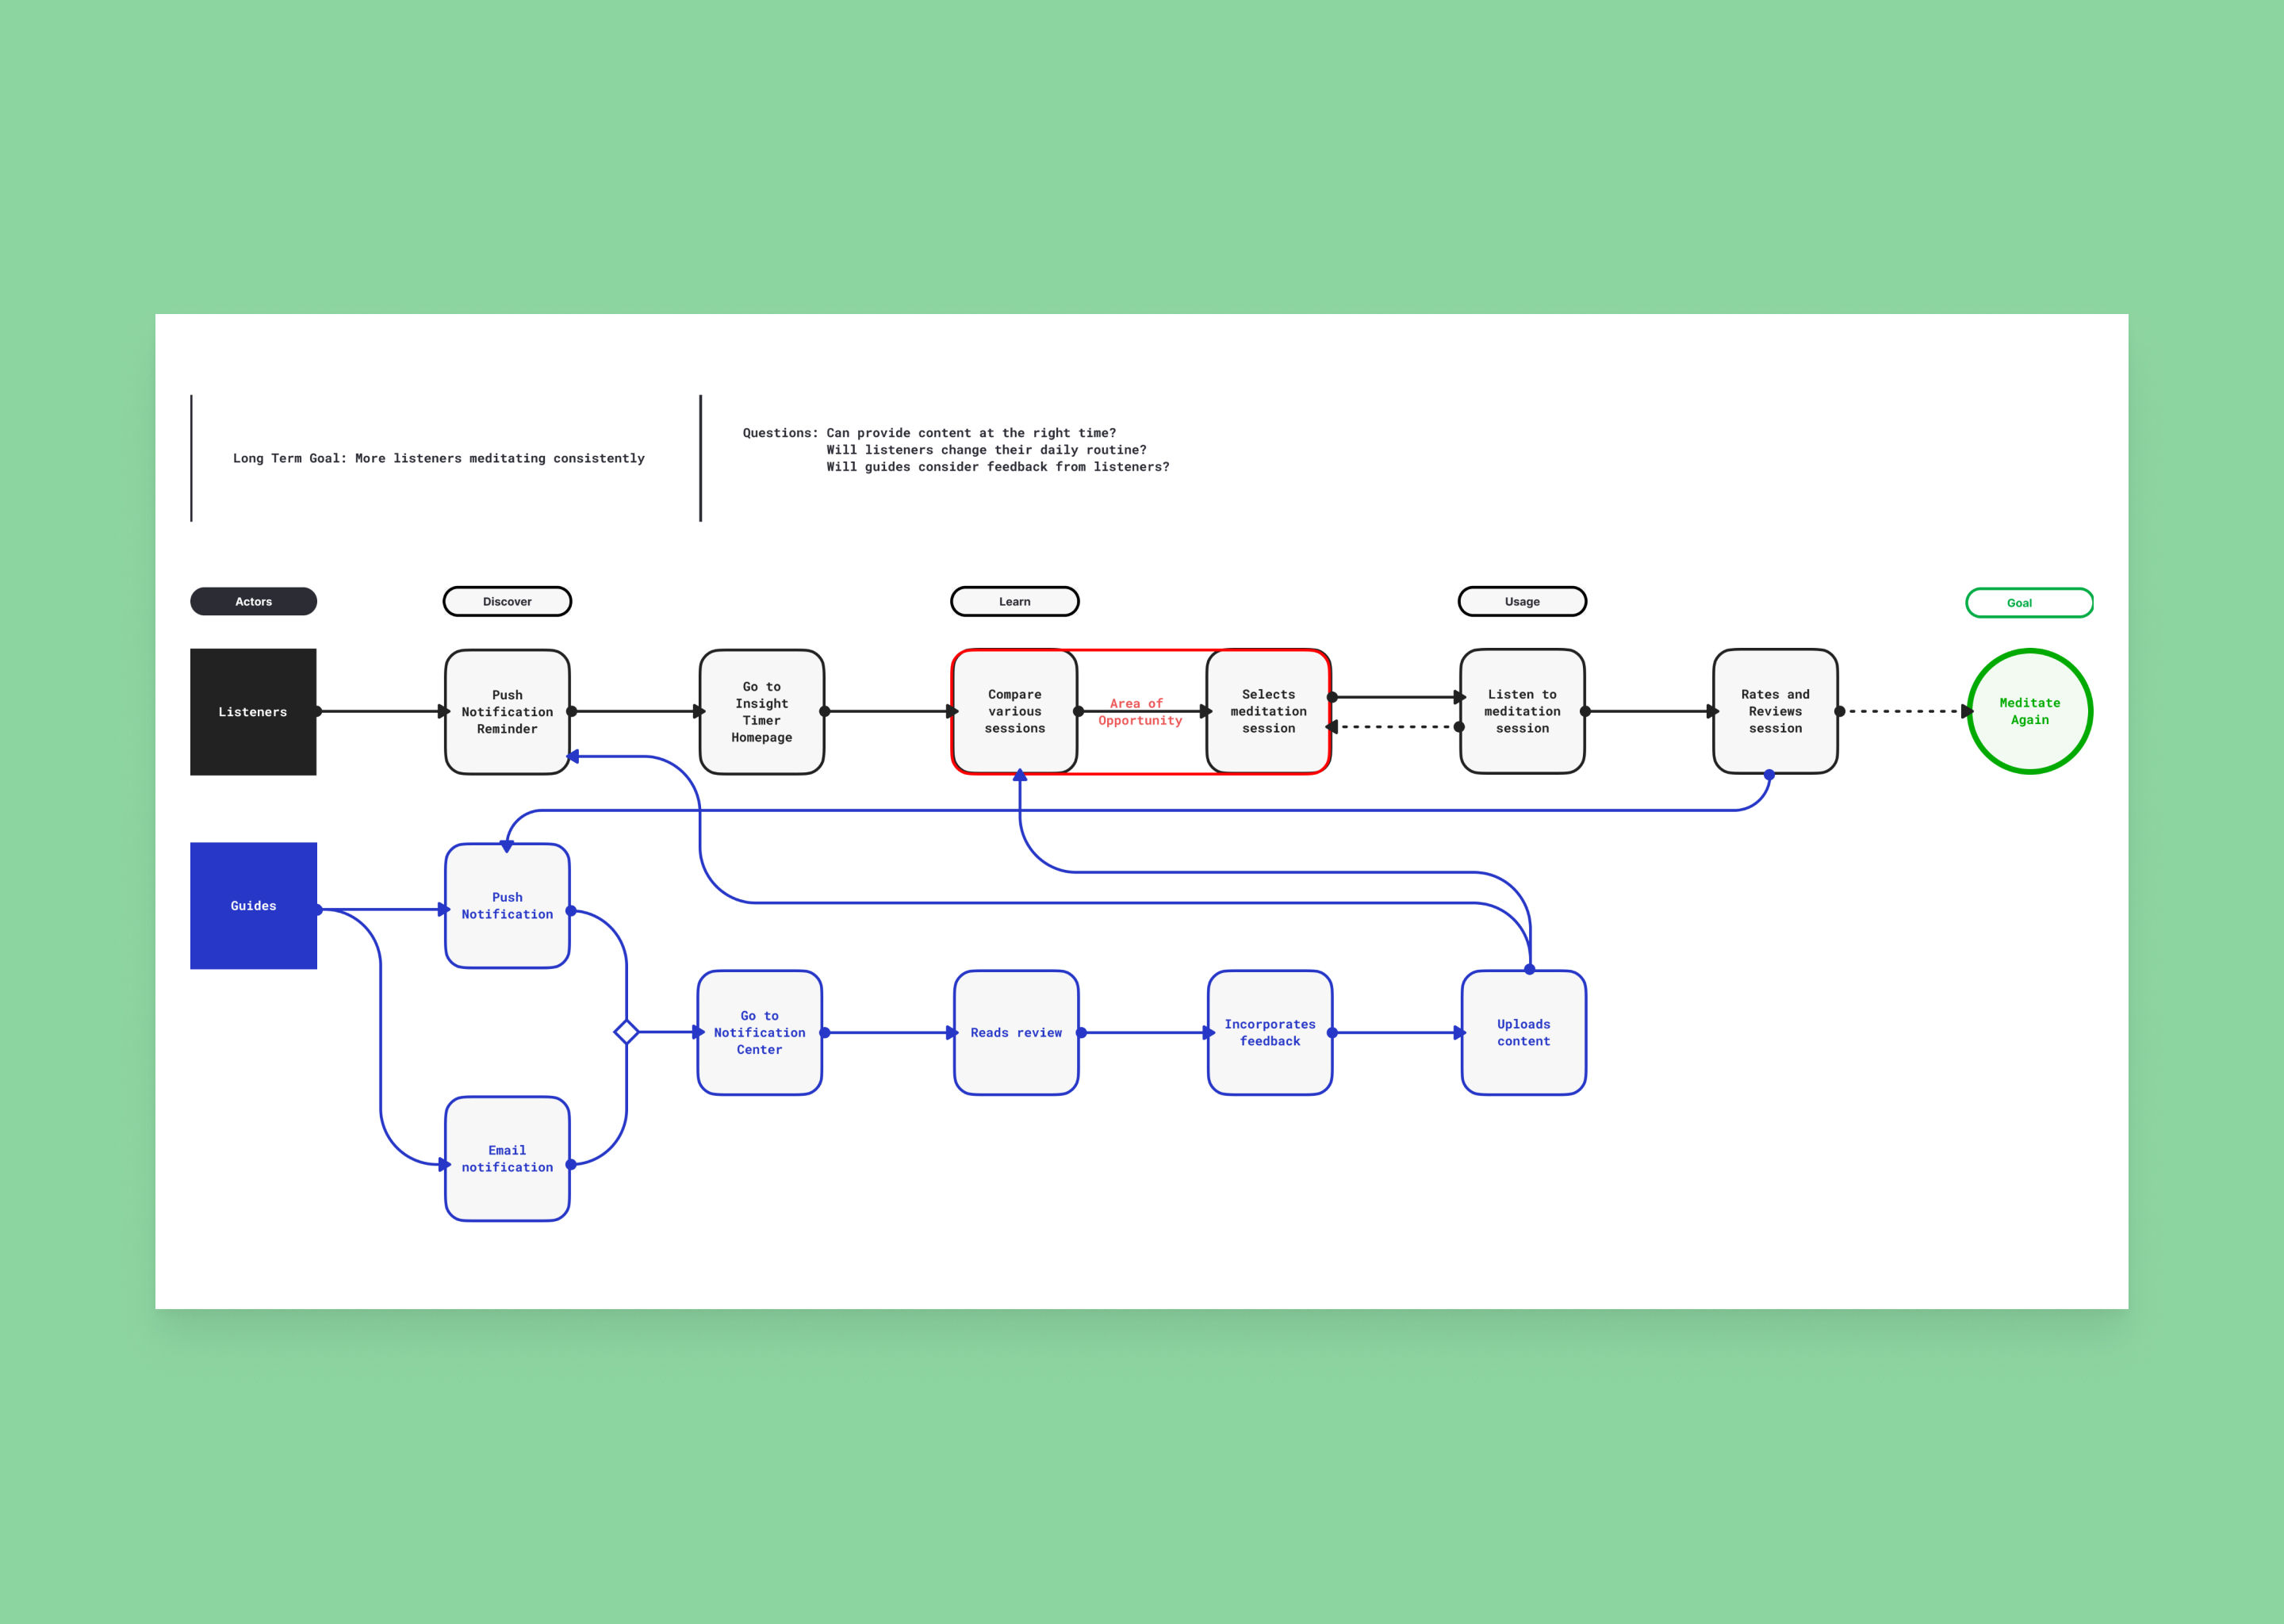 Long Term Goal: More listeners meditating consistently
Questions: Can provide content at the right time?
Will listeners change their daily routine?
Will guides consider feedback from listeners?
Actors
Discover
Learn
Usage
Goal
Listeners
Push
Notification
Reminder
Go to
Insight
Timer
Homepage
Compare
various
sessions
Area of
Opportunity
Selects
meditation
session
Listen to
meditation
session
Rates and
Reviews
session
Meditate
Again
Guides
Push
Notification
Go to
Notification
Center
Reads review
Incorporates
feedback
Uploads
content
Email
notification